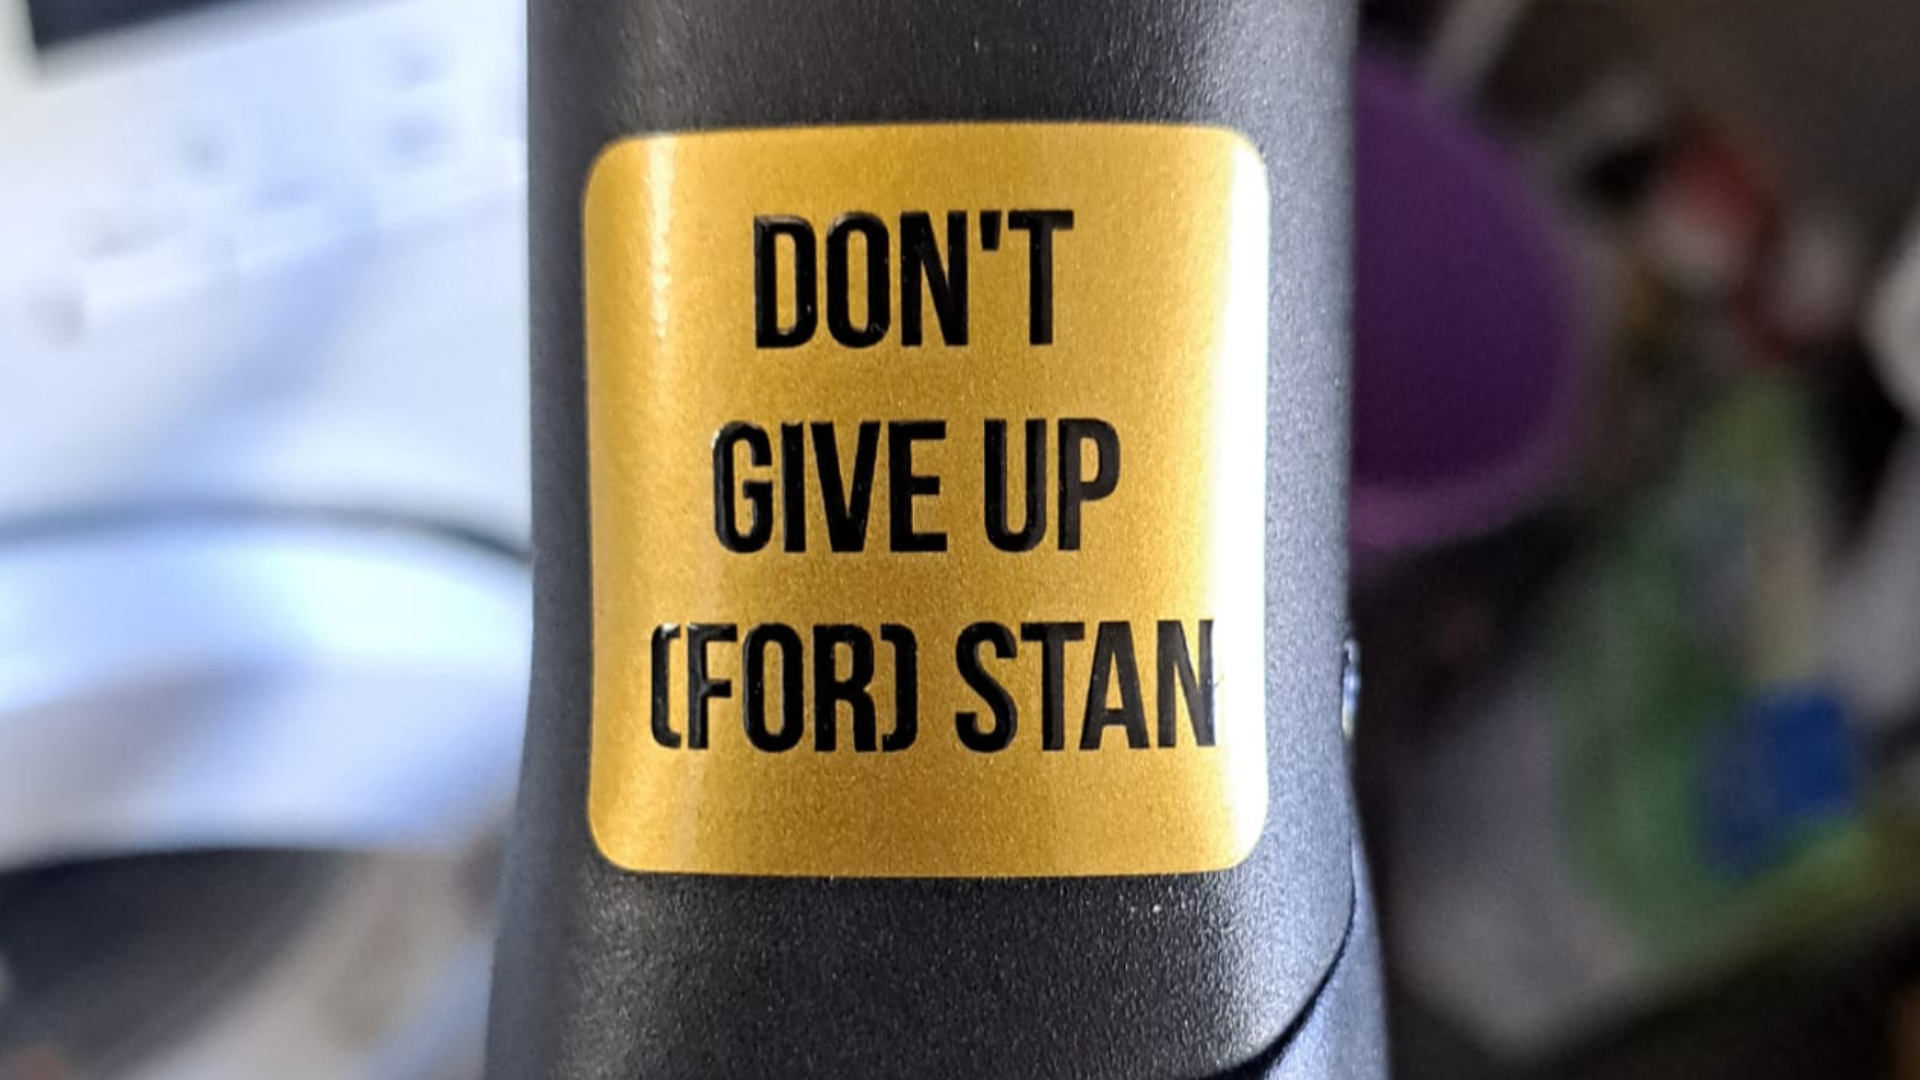 DON'T
GIVE UP
(FOR) STAN